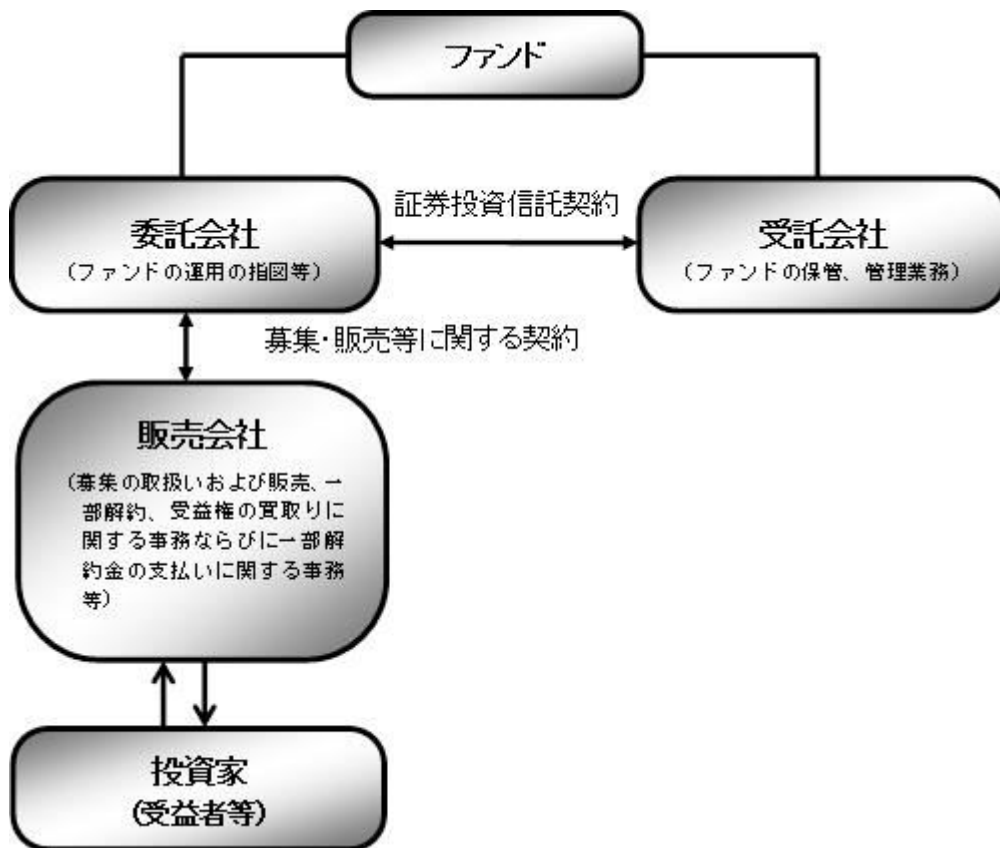 ファンド
証券投資信託契約
委託会社
(ファンドの運用の指図等)
受託会社
(ファンドの保管、管理業務)
募集・販売等に関する契約
販売会社
(募集の取扱いおよび販売、一
部解約、受益権の買取りに
関する事務ならびに一部解
約金の支払いに関する事務
等)
投資家
(受益者等)